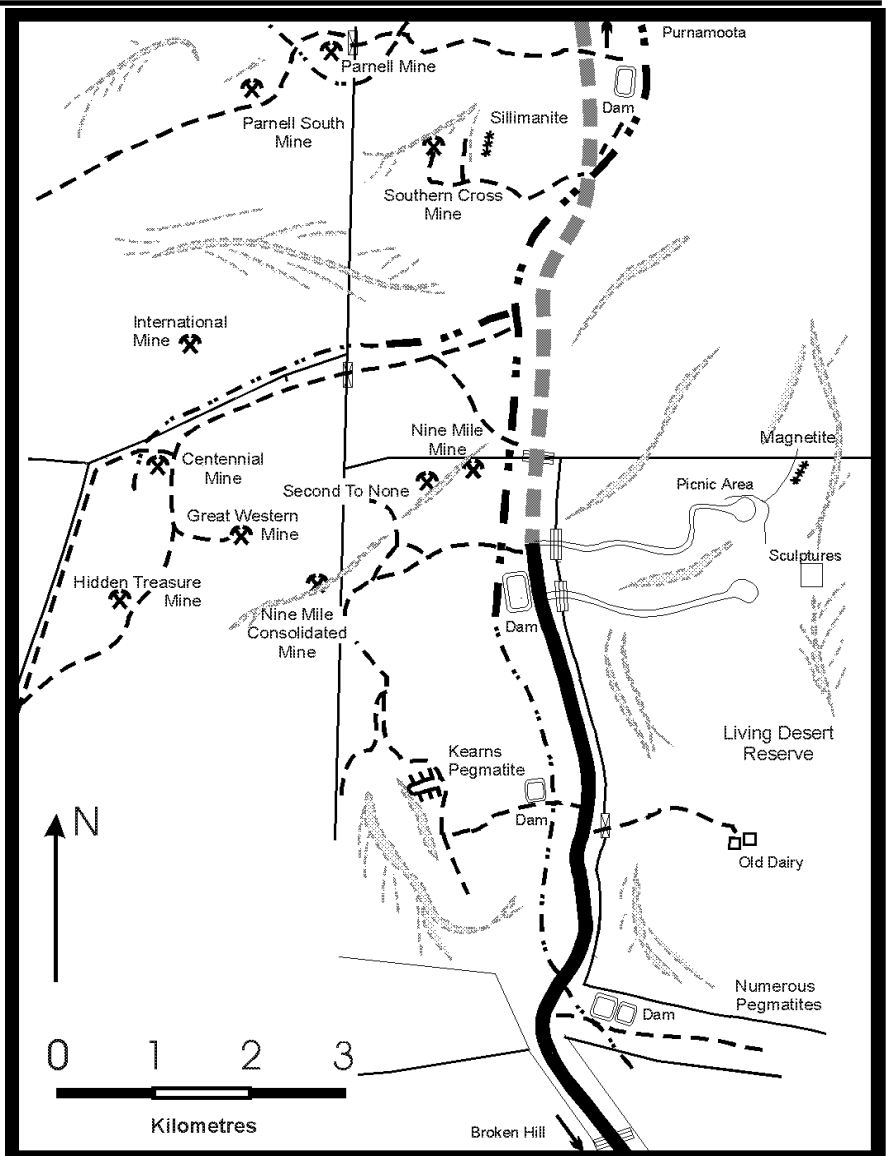 Purnamoota
Parnell Mine
Dam
Parnell South
Mine
Sillimanite
Southern Cross
Mine
International
Mine
Nine Mile
Mine
Magnetite
Centennial
Mine
Second To None
Picnic Area
Great Western
Mine
Sculptures
Hidden Treasure
Mine
Nine Mile
Consolidated
Mine
Dam
Living Desert
Reserve
Kearns
Pegmatite
N
Dam
Old Dairy
Numerous
Pegmatites
Dam
0 1 2 3
Kilometres
Broken Hill